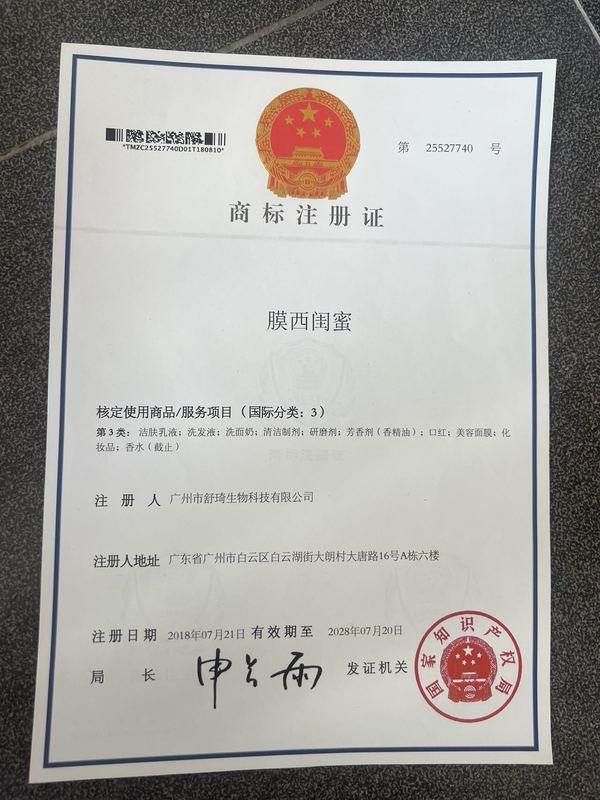 *TMZC25527740D01T180810*
第 25527740 号
商标注册证
膜西闺蜜
核定使用商品/服务项目（国际分类：3）
第3类：洁肤乳液；洗发液；洗面奶；清洁制剂；研磨剂；芳香剂（香精油）；口红；美容面膜；化
妆品；香水（截止）
注册人 广州市舒琦生物科技有限公司
注册人地址 广东省广州市白云区白云湖街大朗村大唐路16号A栋六楼
注册日期 2018年07月21日 有效期至 2028年07月20日
局长 申长雨 发证机关
国家知识产权局